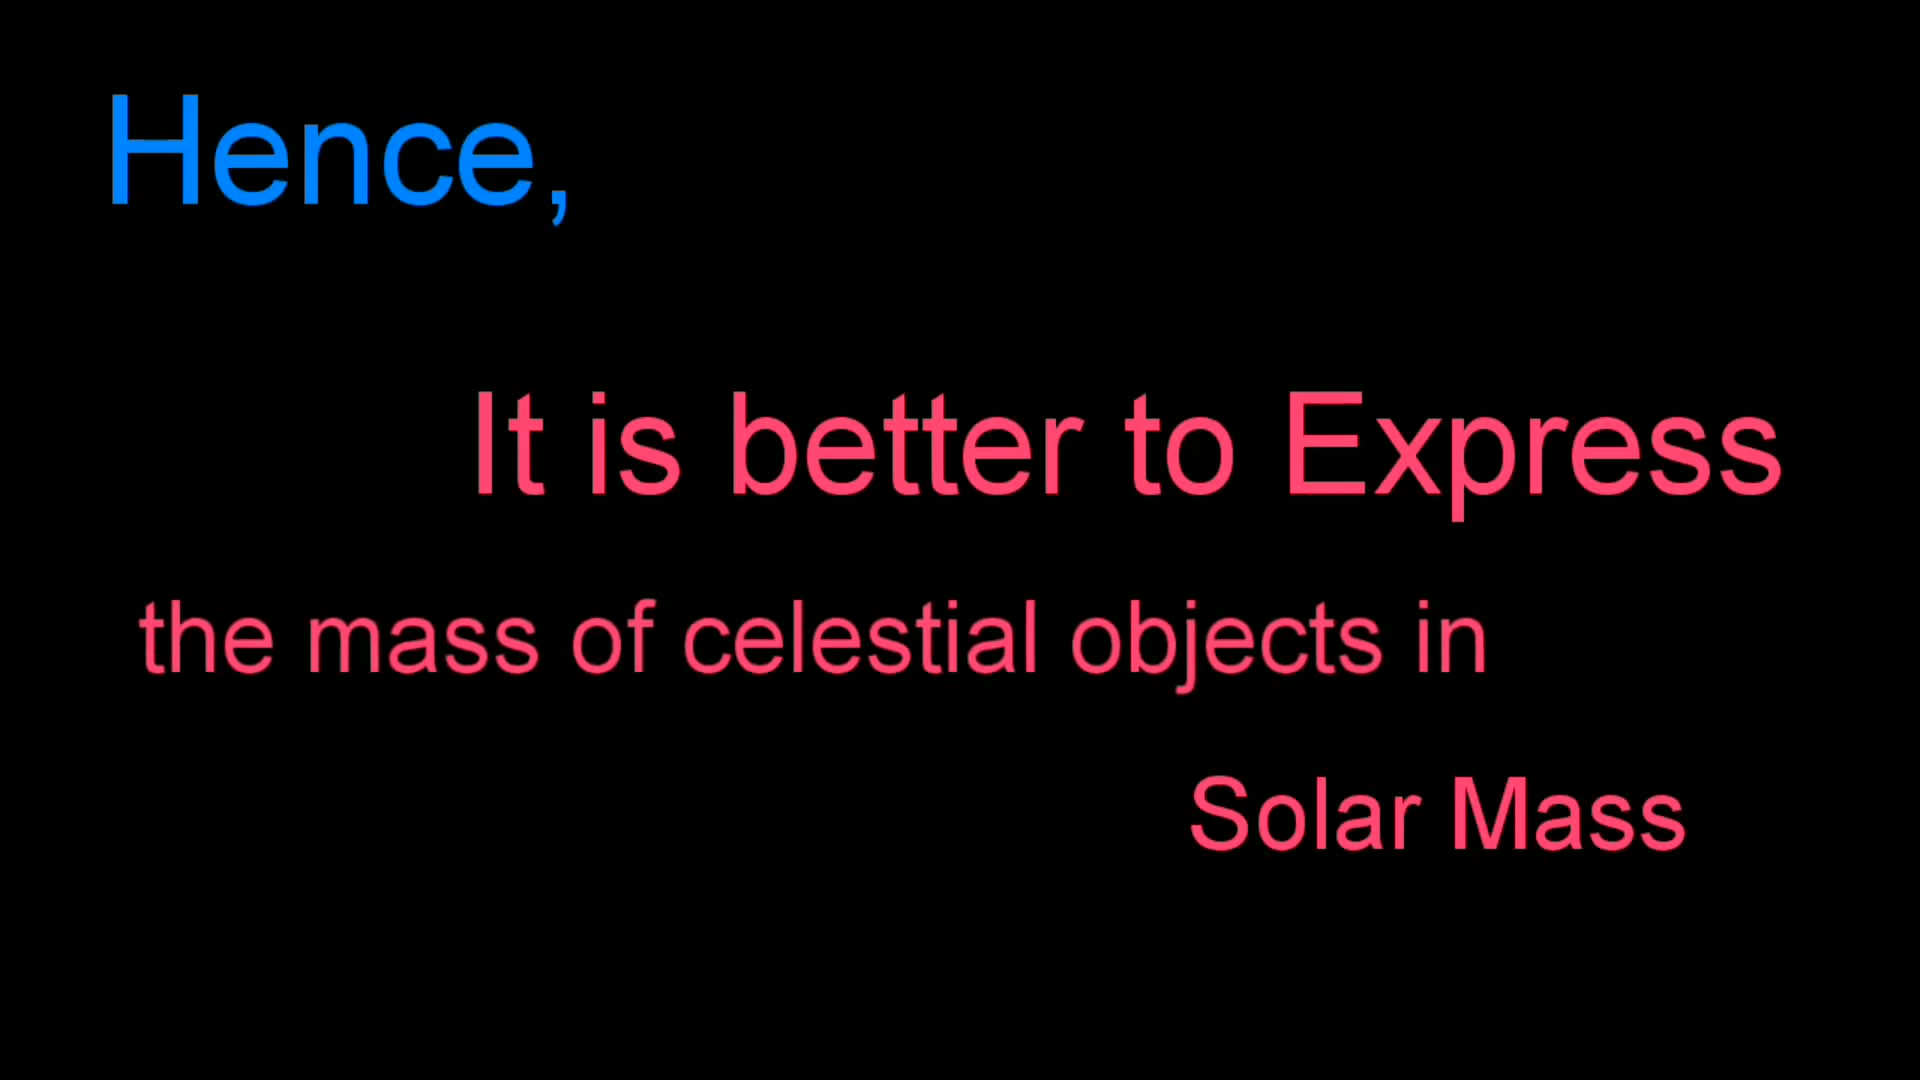 Hence,
It is better to Express
the mass of celestial objects in
Solar Mass